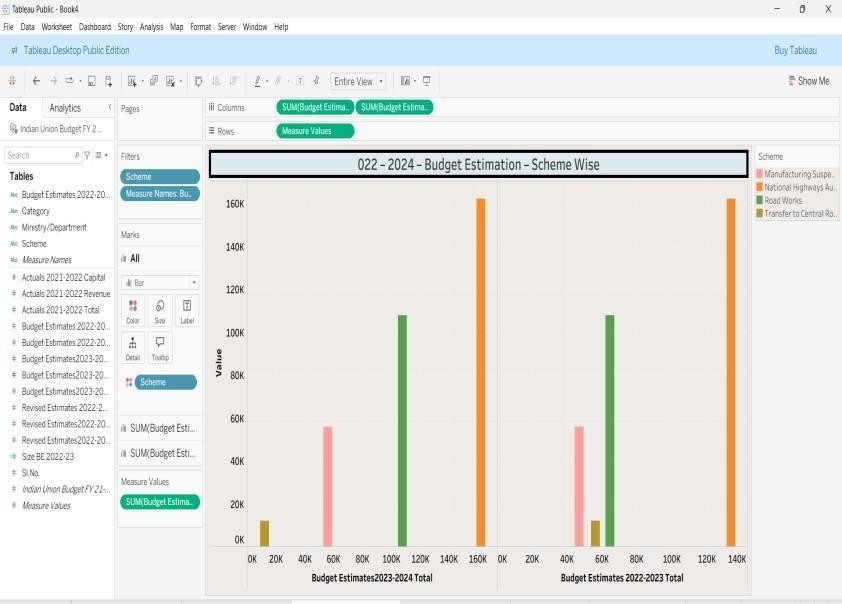 Tableau Public - Book4
File Data Worksheet Dashboard Story Analysis Map Format Server Window Help
Tableau Desktop Public Edition
Buy Tableau
Entire View
Show Me
Data Analytics
Indian Union Budget FY 2...
Search
Tables
Abc Budget Estimates 2022-20...
Abc Category
Abc Ministry/Department
Abc Scheme
Abc Measure Names
Actuals 2021-2022 Capital
Actuals 2021-2022 Revenue
Actuals 2021-2022 Total
Budget Estimates 2022-20...
Budget Estimates 2022-20...
Budget Estimates2023-20...
Budget Estimates2023-20...
Budget Estimates2023-20...
Revised Estimates 2022-2...
Revised Estimates2022-20...
Revised Estimates2022-20...
Size BE 2022-23
Sl.No.
Indian Union Budget FY 21-...
Measure Values
Pages
Filters
Scheme
Measure Names: Bu..
Marks
All
Bar
Color Size Label
Detail Tooltip
Scheme
SUM(Budget Esti...
SUM(Budget Esti...
Measure Values
SUM(Budget Estima..
Columns SUM(Budget Estima.. SUM(Budget Estima..
Rows Measure Values
022 – 2024 – Budget Estimation – Scheme Wise
Value
160K
140K
120K
100K
80K
60K
40K
20K
0K
0K 20K 40K 60K 80K 100K 120K 140K 160K
0K 20K 40K 60K 80K 100K 120K 140K
Budget Estimates2023-2024 Total
Budget Estimates 2022-2023 Total
Scheme
Manufacturing Suspe..
National Highways Au..
Road Works
Transfer to Central Ro..